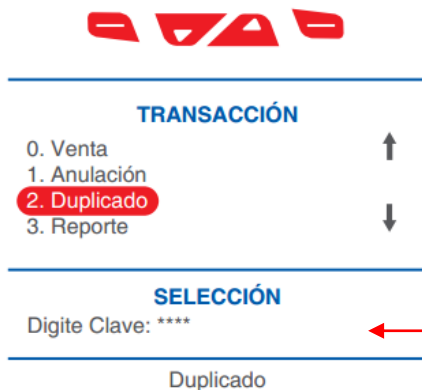 TRANSACCIÓN
0. Venta
1. Anulación
2. Duplicado
3. Reporte
SELECCIÓN
Digite Clave: ****
Duplicado